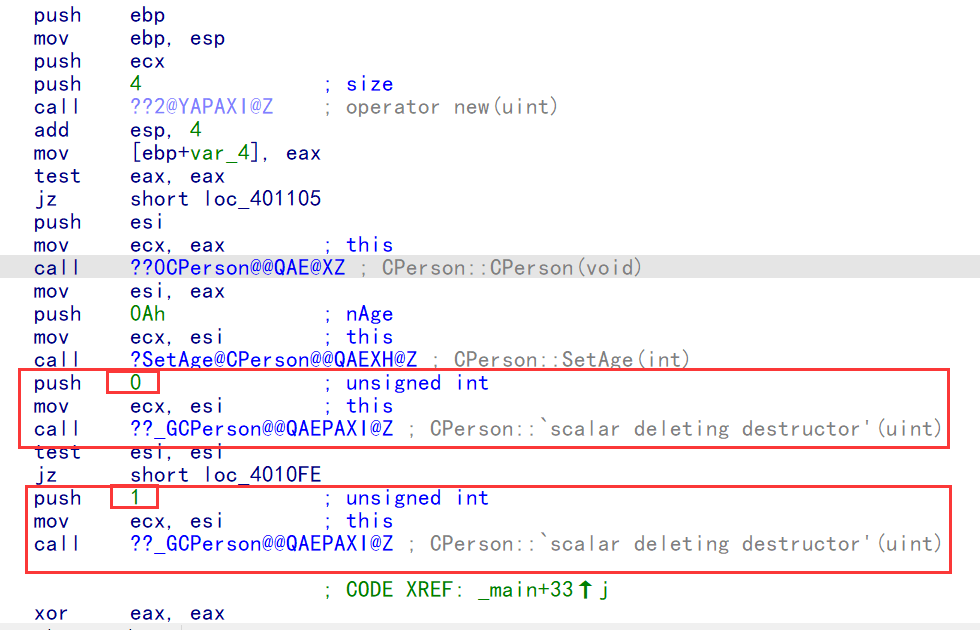 push ebp
mov ebp, esp
push ecx
push 4 ; size
call ??2@YAPAXI@Z ; operator new(uint)
add esp, 4
mov [ebp+var_4], eax
test eax, eax
jz short loc_401105
push esi
mov ecx, eax ; this
call ??0CPerson@@QAE@XZ ; CPerson::CPerson(void)
mov esi, eax
push 0Ah ; nAge
mov ecx, esi ; this
call ?SetAge@CPerson@@QAEXH@Z ; CPerson::SetAge(int)
push 0 ; unsigned int
mov ecx, esi ; this
call ??_GCPerson@@QAEPAXI@Z ; CPerson::`scalar deleting destructor'(uint)
test esi, esi
jz short loc_4010FE
push 1 ; unsigned int
mov ecx, esi ; this
call ??_GCPerson@@QAEPAXI@Z ; CPerson::`scalar deleting destructor'(uint)
; CODE XREF: _main+33↑j
xor eax, eax